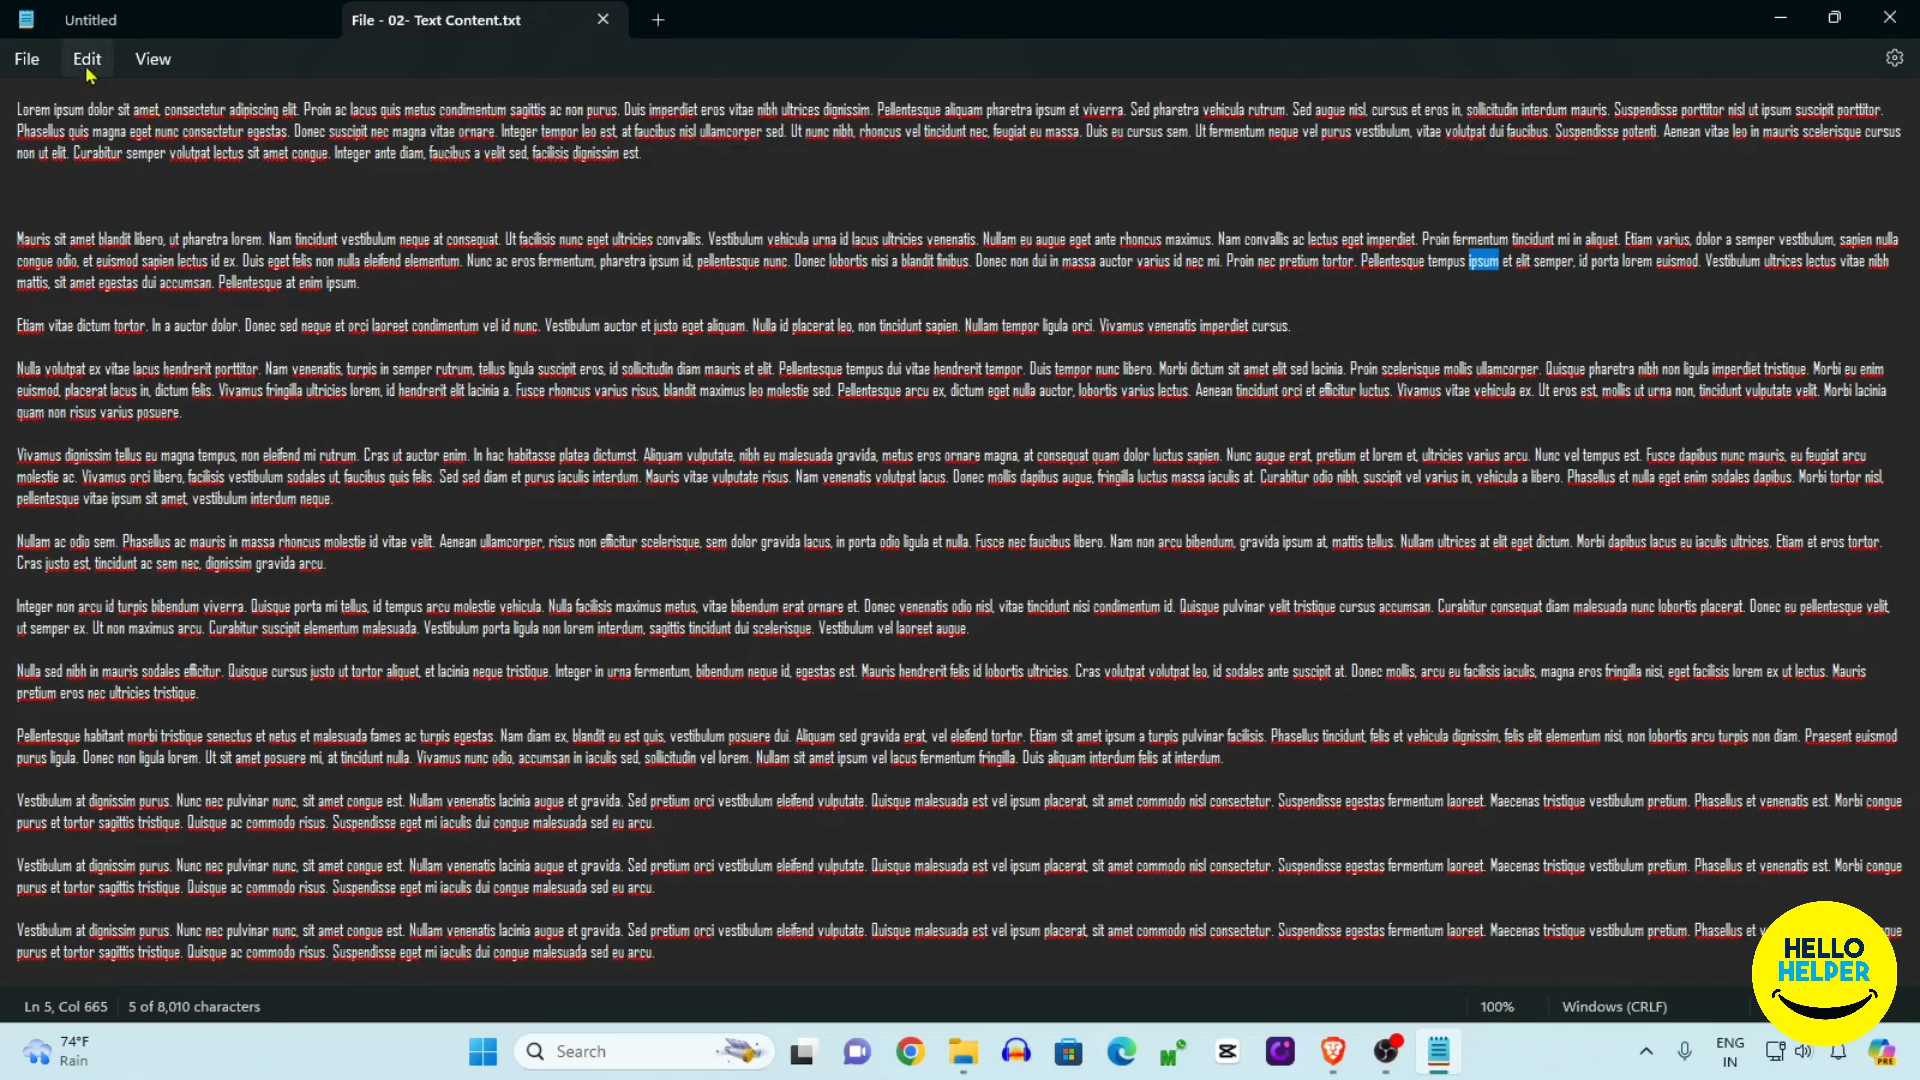 Untitled
File - 02- Text Content.txt
File Edit View
Lorem ipsum dolor sit amet, consectetur adipiscing elit. Proin ac lacus quis metus condimentum sagittis ac non purus. Duis imperdiet eros vitae nibh ultrices dignissim. Pellentesque aliquam pharetra ipsum et viverra. Sed pharetra vehicula rutrum. Sed augue nisl, cursus et eros in, sollicitudin interdum mauris. Suspendisse porttitor nisl ut ipsum suscipit porttitor.
Phasellus quis magna eget nunc consectetur egestas. Donec suscipit nec magna vitae ornare. Integer tempor leo est, at faucibus nisl ullamcorper sed. Ut nunc nibh, rhoncus vel tincidunt nec, feugiat eu massa. Duis eu cursus sem. Ut fermentum neque vel purus vestibulum, vitae volutpat dui faucibus. Suspendisse potenti. Aenean vitae leo in mauris scelerisque cursus
non ut elit. Curabitur semper volutpat lectus sit amet congue. Integer ante diam, faucibus a velit sed, facilisis dignissim est.
Mauris sit amet blandit libero, ut pharetra lorem. Nam tincidunt vestibulum neque at consequat. Ut facilisis nunc eget ultricies convallis. Vestibulum vehicula urna id lacus ultricies venenatis. Nullam eu augue eget ante rhoncus maximus. Nam convallis ac lectus eget imperdiet. Proin fermentum tincidunt mi in aliquet. Etiam varius, dolor a semper vestibulum, sapien nulla
congue odio, et euismod sapien lectus id ex. Duis eget felis non nulla eleifend elementum. Nunc ac eros fermentum, pharetra ipsum id, pellentesque nunc. Donec lobortis nisi a blandit finibus. Donec non dui in massa auctor varius id nec mi. Proin nec pretium tortor. Pellentesque tempus ipsum et elit semper, id porta lorem euismod. Vestibulum ultrices lectus vitae nibh
mattis, sit amet egestas dui accumsan. Pellentesque at enim ipsum.
Etiam vitae dictum tortor. In a auctor dolor. Donec sed neque et orci laoreet condimentum vel id nunc. Vestibulum auctor et justo eget aliquam. Nulla id placerat leo, non tincidunt sapien. Nullam tempor ligula orci. Vivamus venenatis imperdiet cursus.
Nulla volutpat ex vitae lacus hendrerit porttitor. Nam venenatis, turpis in semper rutrum, tellus ligula suscipit eros, id sollicitudin diam mauris et elit. Pellentesque tempus dui vitae hendrerit tempor. Duis tempor nunc libero. Morbi dictum sit amet elit sed lacinia. Proin scelerisque mollis ullamcorper. Quisque pharetra nibh non ligula imperdiet tristique. Morbi eu enim
euismod, placerat lacus in, dictum felis. Vivamus fringilla ultricies lorem, id hendrerit elit lacinia a. Fusce rhoncus varius risus, blandit maximus leo molestie sed. Pellentesque arcu ex, dictum eget nulla auctor, lobortis varius lectus. Aenean tincidunt orci et efficitur luctus. Vivamus vitae vehicula ex. Ut eros est, mollis ut urna non, tincidunt vulputate velit. Morbi lacinia
quam non risus varius posuere.
Vivamus dignissim tellus eu magna tempus, non eleifend mi rutrum. Cras ut auctor enim. In hac habitasse platea dictumst. Aliquam vulputate, nibh eu malesuada gravida, metus eros ornare magna, at consequat quam dolor luctus sapien. Nunc augue erat, pretium et lorem et, ultricies varius arcu. Nunc vel tempus est. Fusce dapibus nunc mauris, eu feugiat arcu
molestie ac. Vivamus orci libero, facilisis vestibulum sodales ut, faucibus quis felis. Sed sed diam et purus iaculis interdum. Mauris vitae vulputate risus. Nam venenatis volutpat lacus. Donec mollis dapibus augue, fringilla luctus massa iaculis at. Curabitur odio nibh, suscipit vel varius in, vehicula a libero. Phasellus et nulla eget enim sodales dapibus. Morbi tortor nisl,
pellentesque vitae ipsum sit amet, vestibulum interdum neque.
Nullam ac odio sem. Phasellus ac mauris in massa rhoncus molestie id vitae velit. Aenean ullamcorper, risus non efficitur scelerisque, sem dolor gravida lacus, in porta odio ligula et nulla. Fusce nec faucibus libero. Nam non arcu bibendum, gravida ipsum at, mattis tellus. Nullam ultrices at elit eget dictum. Morbi dapibus lacus eu iaculis ultrices. Etiam et eros tortor.
Cras justo est, tincidunt ac sem nec, dignissim gravida arcu.
Integer non arcu id turpis bibendum viverra. Quisque porta mi tellus, id tempus arcu molestie vehicula. Nulla facilisis maximus metus, vitae bibendum erat ornare et. Donec venenatis odio nisl, vitae tincidunt nisi condimentum id. Quisque pulvinar velit tristique cursus accumsan. Curabitur consequat diam malesuada nunc lobortis placerat. Donec eu pellentesque velit,
ut semper ex. Ut non maximus arcu. Curabitur suscipit elementum malesuada. Vestibulum porta ligula non lorem interdum, sagittis tincidunt dui scelerisque. Vestibulum vel laoreet augue.
Nulla sed nibh in mauris sodales efficitur. Quisque cursus justo ut tortor aliquet, et lacinia neque tristique. Integer in urna fermentum, bibendum neque id, egestas est. Mauris hendrerit felis id lobortis ultricies. Cras volutpat volutpat leo, id sodales ante suscipit at. Donec mollis, arcu eu facilisis iaculis, magna eros fringilla nisi, eget facilisis lorem ex ut lectus. Mauris
pretium eros nec ultricies tristique.
Pellentesque habitant morbi tristique senectus et netus et malesuada fames ac turpis egestas. Nam diam ex, blandit eu est quis, vestibulum posuere dui. Aliquam sed gravida erat, vel eleifend tortor. Etiam sit amet ipsum a turpis pulvinar facilisis. Phasellus tincidunt, felis et vehicula dignissim, felis elit elementum nisi, non lobortis arcu turpis non diam. Praesent euismod
purus ligula. Donec non ligula lorem. Ut sit amet posuere mi, at tincidunt nulla. Vivamus nunc odio, accumsan in iaculis sed, sollicitudin vel lorem. Nullam sit amet ipsum vel lacus fermentum fringilla. Duis aliquam interdum felis at interdum.
Vestibulum at dignissim purus. Nunc nec pulvinar nunc, sit amet congue est. Nullam venenatis lacinia augue et gravida. Sed pretium orci vestibulum eleifend vulputate. Quisque malesuada est vel ipsum placerat, sit amet commodo nisl consectetur. Suspendisse egestas fermentum laoreet. Maecenas tristique vestibulum pretium. Phasellus et venenatis est. Morbi congue
purus et tortor sagittis tristique. Quisque ac commodo risus. Suspendisse eget mi iaculis dui congue malesuada sed eu arcu.
Vestibulum at dignissim purus. Nunc nec pulvinar nunc, sit amet congue est. Nullam venenatis lacinia augue et gravida. Sed pretium orci vestibulum eleifend vulputate. Quisque malesuada est vel ipsum placerat, sit amet commodo nisl consectetur. Suspendisse egestas fermentum laoreet. Maecenas tristique vestibulum pretium. Phasellus et venenatis est. Morbi congue
purus et tortor sagittis tristique. Quisque ac commodo risus. Suspendisse eget mi iaculis dui congue malesuada sed eu arcu.
Vestibulum at dignissim purus. Nunc nec pulvinar nunc, sit amet congue est. Nullam venenatis lacinia augue et gravida. Sed pretium orci vestibulum eleifend vulputate. Quisque malesuada est vel ipsum placerat, sit amet commodo nisl consectetur. Suspendisse egestas fermentum laoreet. Maecenas tristique vestibulum pretium. Phasellus et
purus et tortor sagittis tristique. Quisque ac commodo risus. Suspendisse eget mi iaculis dui congue malesuada sed eu arcu.
HELLO
HELPER
Ln 5, Col 665 5 of 8,010 characters 100% Windows (CRLF)
74°F
Rain
Search
ENG
IN
PRE